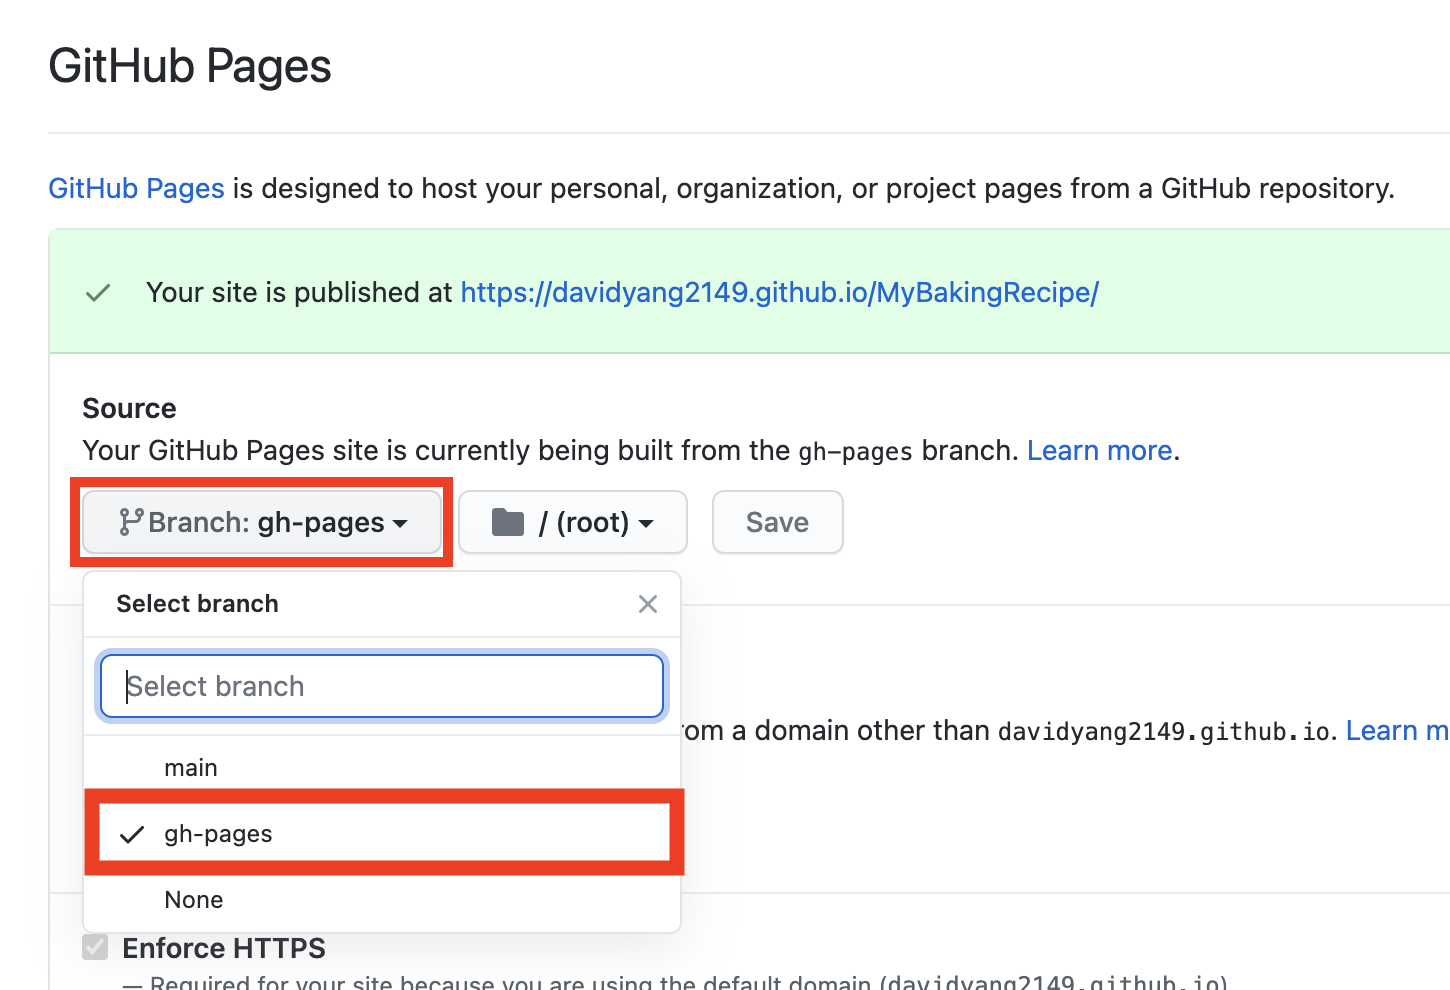 GitHub Pages
GitHub Pages is designed to host your personal, organization, or project pages from a GitHub repository.
Your site is published at https://davidyang2149.github.io/MyBakingRecipe/
Source
Your GitHub Pages site is currently being built from the gh-pages branch. Learn more.
Branch: gh-pages / (root) Save
Select branch
Select branch
om a domain other than davidyang2149.github.io. Learn m
main
gh-pages
None
Enforce HTTPS
— Required for your site because you are using the default domain (davidyang2149.github.io)